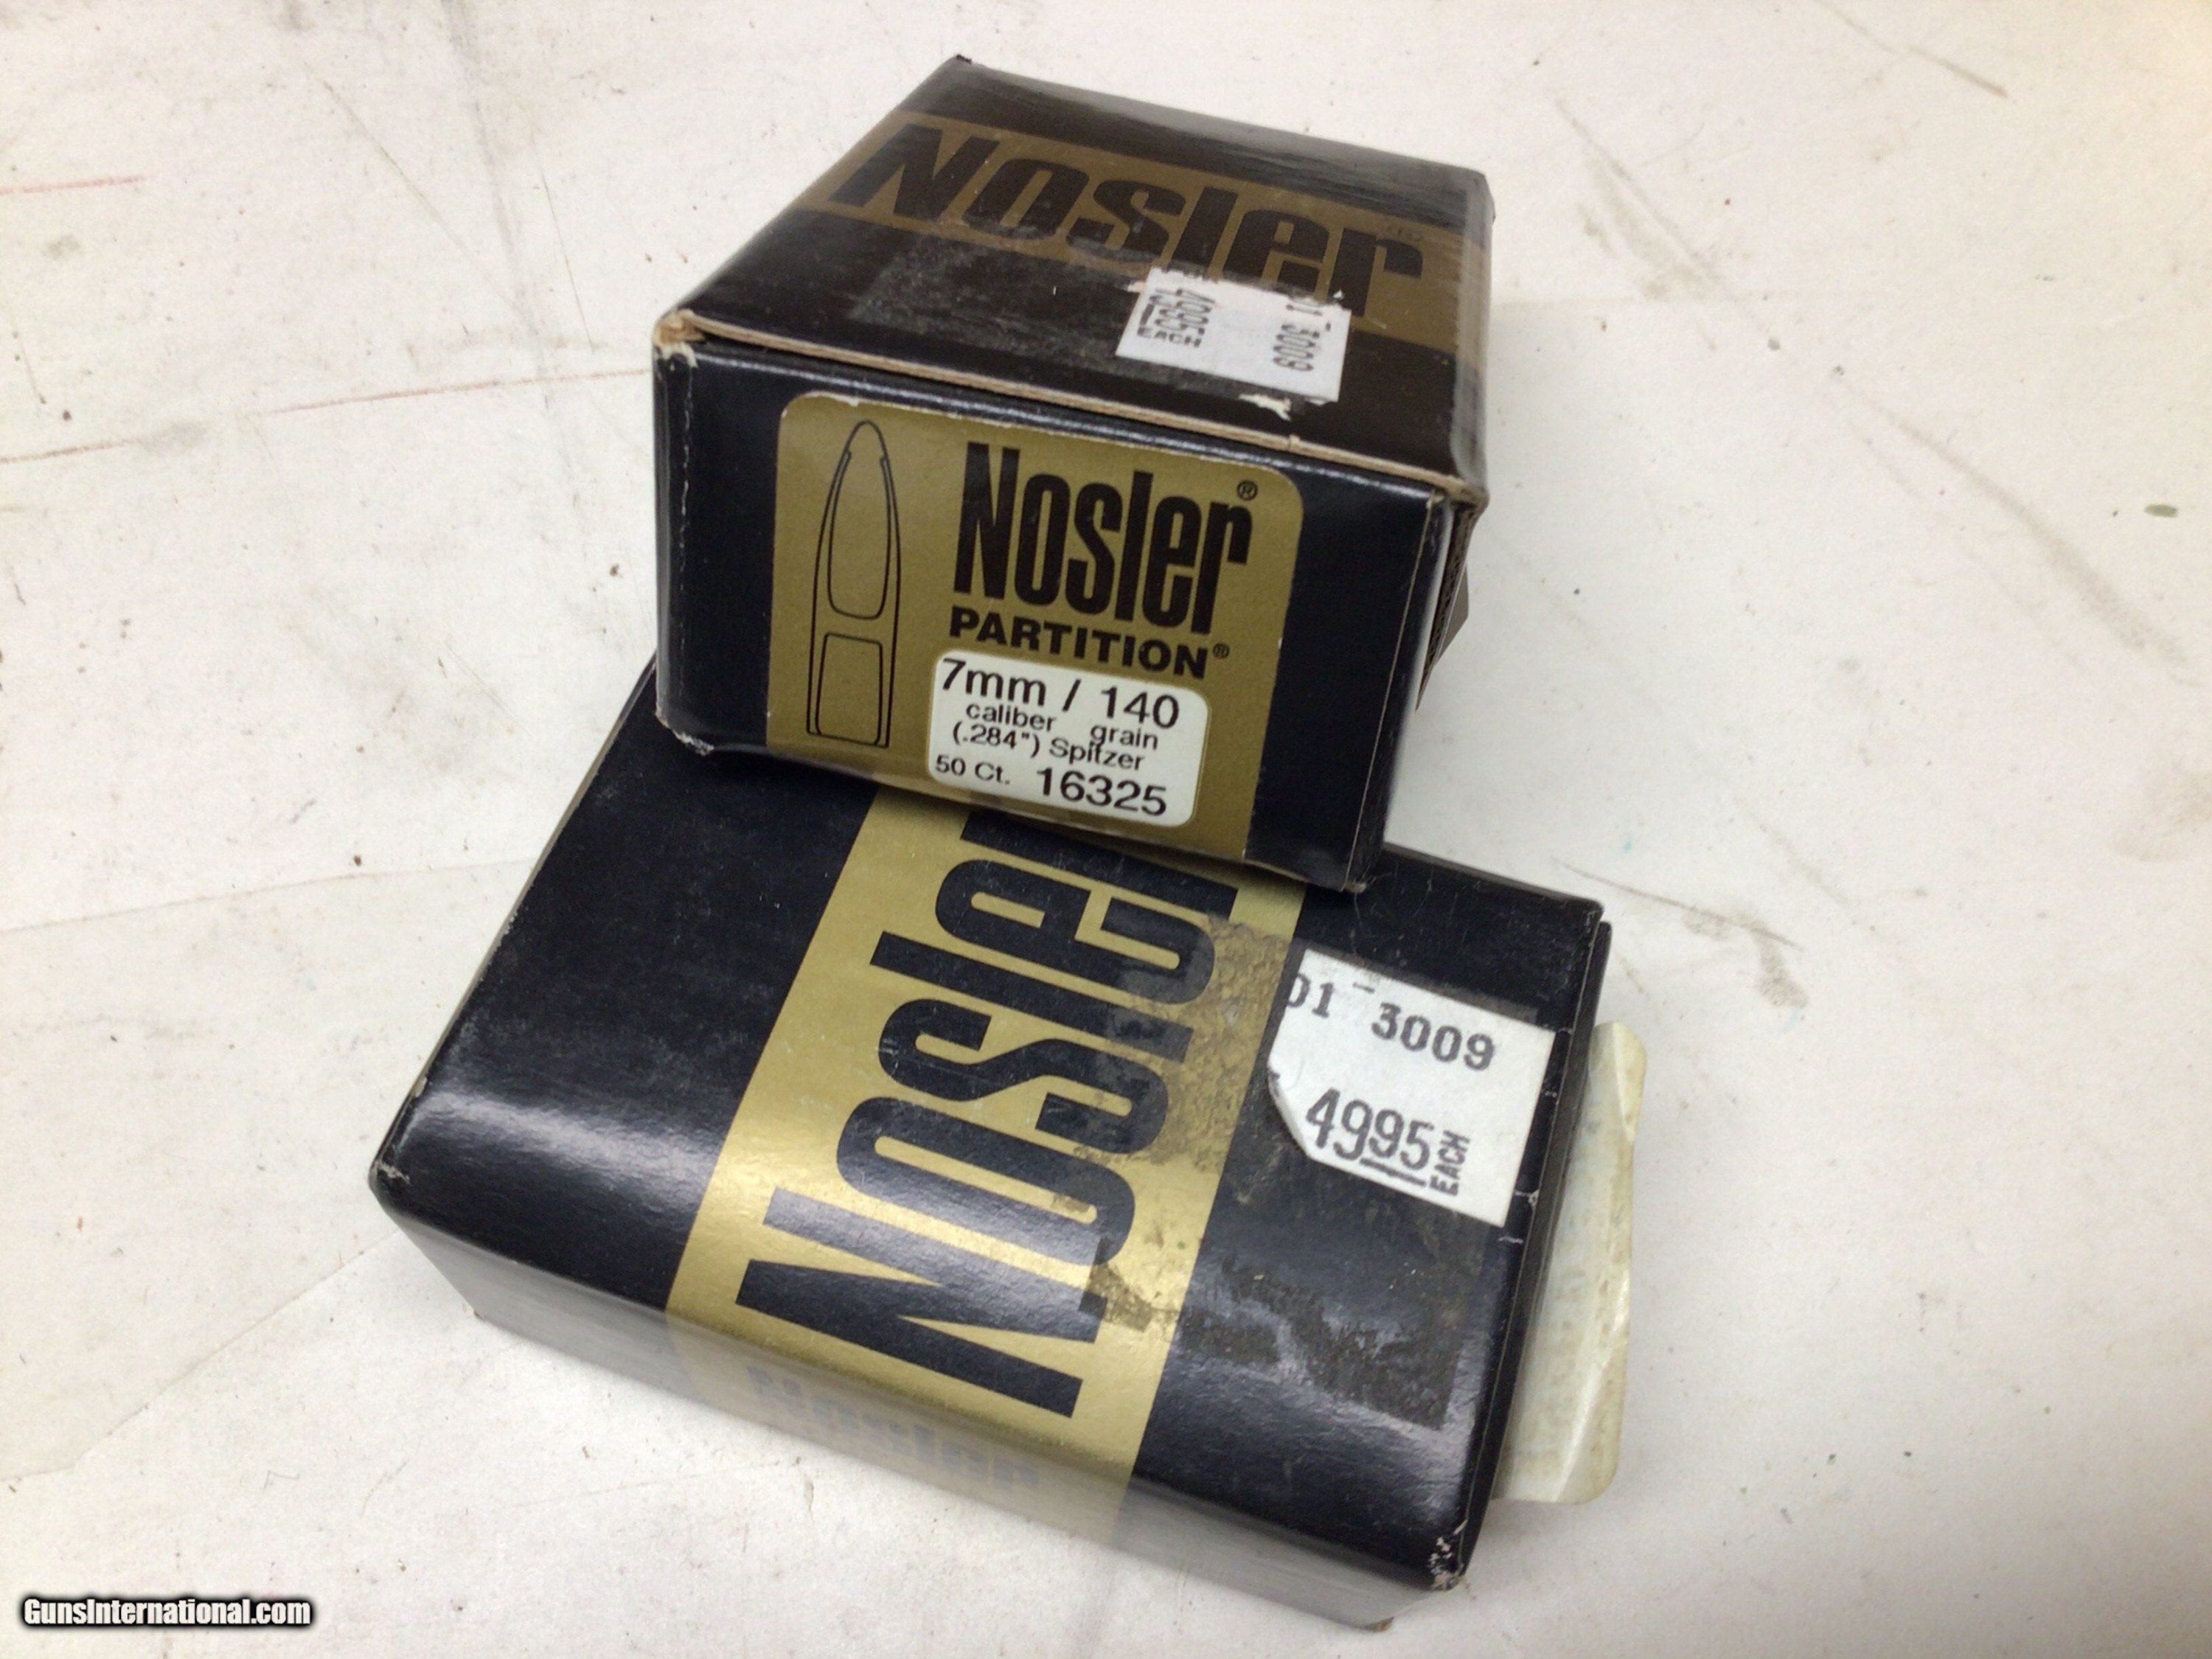 Nosler
4995
EACH
01 3009
Nosler®
PARTITION®
7mm / 140
caliber grain
(.284") Spitzer
50 Ct. 16325
Nosler
01 3009
4995
EACH
Nosler
GunsInternational.com